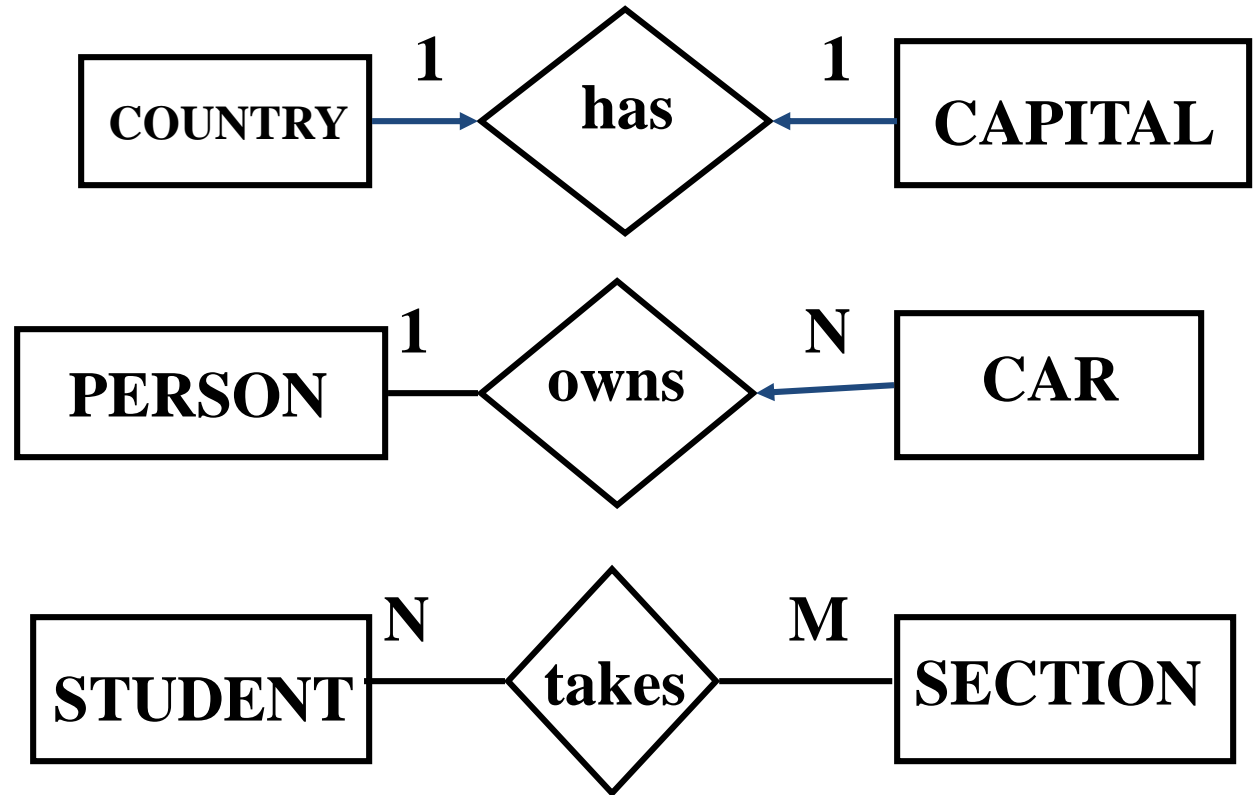 1
1
COUNTRY
has
CAPITAL
1
N
PERSON
owns
CAR
N
M
STUDENT
takes
SECTION